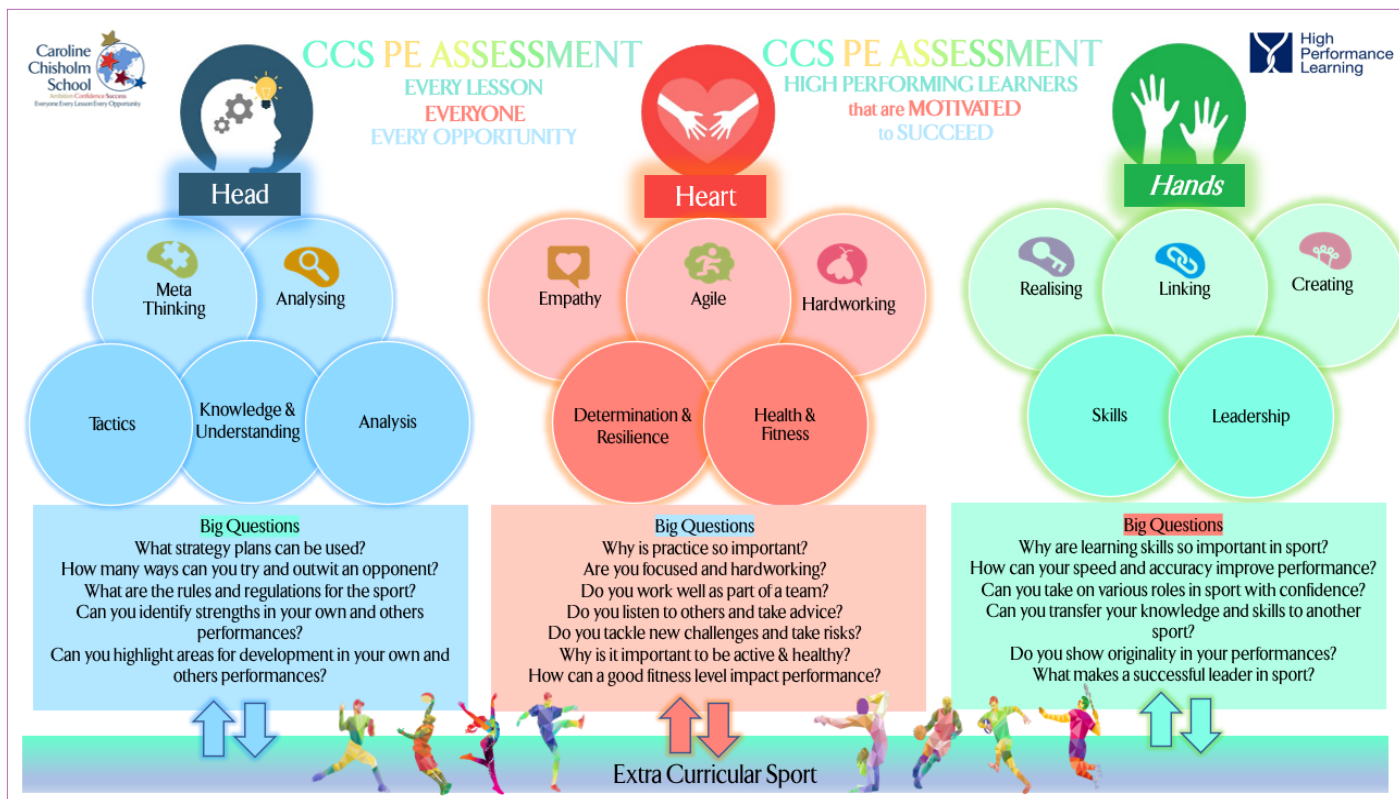 Caroline
Chisholm
School
Ambition•Confidence•Success
Everyone Every Lesson Every Opportunity
CCS PE ASSESSMENT
EVERY LESSON
EVERYONE
EVERY OPPORTUNITY
CCS PE ASSESSMENT
HIGH PERFORMING LEARNERS
that are MOTIVATED
to SUCCEED
High
Performance
Learning
Head
Meta
Thinking
Analysing
Tactics
Knowledge &
Understanding
Analysis
Big Questions
What strategy plans can be used?
How many ways can you try and outwit an opponent?
What are the rules and regulations for the sport?
Can you identify strengths in your own and others
performances?
Can you highlight areas for development in your own and
others performances?
Heart
Empathy
Agile
Hardworking
Determination &
Resilience
Health &
Fitness
Big Questions
Why is practice so important?
Are you focused and hardworking?
Do you work well as part of a team?
Do you listen to others and take advice?
Do you tackle new challenges and take risks?
Why is it important to be active & healthy?
How can a good fitness level impact performance?
Hands
Realising
Linking
Creating
Skills
Leadership
Big Questions
Why are learning skills so important in sport?
How can your speed and accuracy improve performance?
Can you take on various roles in sport with confidence?
Can you transfer your knowledge and skills to another
sport?
Do you show originality in your performances?
What makes a successful leader in sport?
Extra Curricular Sport